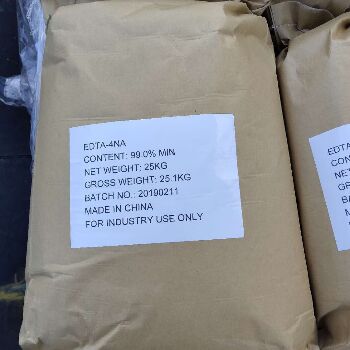 EDTA-4NA
CONTENT: 99.0% MIN
NET WEIGHT: 25KG
GROSS WEIGHT: 25.1KG
BATCH NO.: 20190211
MADE IN CHINA
FOR INDUSTRY USE ONLY